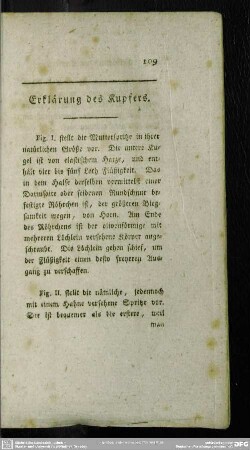 109
Erklärung des Kupfers.
Fig. I. stellt die Mutterspritze in ihrer
natürlichen Größe vor. Die untere Ku-
gel ist von elastischem Harze, und ent-
hält vier bis fünf Loth Flüßigkeit. Das
in dem Halse derselben vermittelst einer
Darmsaite oder seidenen Mundschnur be-
festigte Röhrchen ist, der größeren Bieg-
samkeit wegen, von Horn. Am Ende
des Röhrchens ist der olivenförmige mit
mehreren Löchlein versehene Körper ange-
schraubt. Die Löchlein gehen schief, um
der Flüßigkeit einen desto freyeren Aus-
gang zu verschaffen.
Fig. II. stellt die nämliche, jedennoch
mit einem Hahne versehene Spritze vor.
Sie ist bequemer als die erstere, weil
man